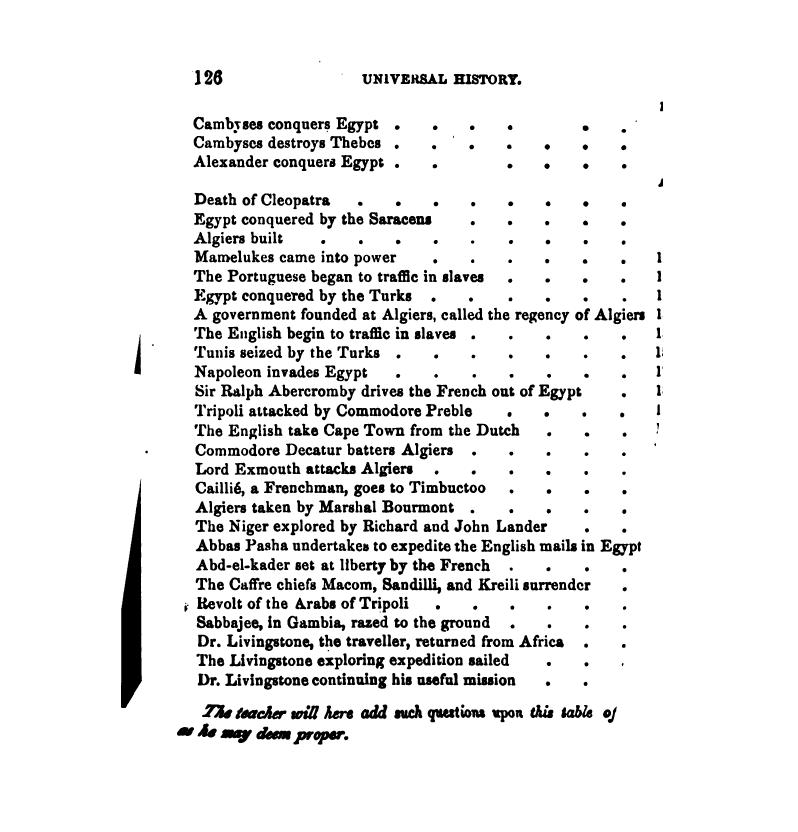 126 UNIVERSAL HISTORY.
Cambyses conquers Egypt . . . . . .
Cambyses destroys Thebes . . . . . . .
Alexander conquers Egypt . . . . . .
Death of Cleopatra . . . . . . . .
Egypt conquered by the Saracens . . . . .
Algiers built . . . . . . . . .
Mamelukes came into power . . . . . . 1
The Portuguese began to traffic in slaves . . . . 1
Egypt conquered by the Turks . . . . . . 1
A government founded at Algiers, called the regency of Algiers 1
The English begin to traffic in slaves . . . . . 1
Tunis seized by the Turks . . . . . . . 1
Napoleon invades Egypt . . . . . . . 1
Sir Ralph Abercromby drives the French out of Egypt . 1
Tripoli attacked by Commodore Preble . . . . 1
The English take Cape Town from the Dutch . . .
Commodore Decatur batters Algiers . . . . .
Lord Exmouth attacks Algiers . . . . . .
Caillié, a Frenchman, goes to Timbuctoo . . . .
Algiers taken by Marshal Bourmont . . . . .
The Niger explored by Richard and John Lander . .
Abbas Pasha undertakes to expedite the English mails in Egypt
Abd-el-kader set at liberty by the French . . . .
The Caffre chiefs Macom, Sandilli, and Kreili surrender .
Revolt of the Arabs of Tripoli . . . . . .
Sabbajee, in Gambia, razed to the ground . . . .
Dr. Livingstone, the traveller, returned from Africa . .
The Livingstone exploring expedition sailed . . .
Dr. Livingstone continuing his useful mission . .
The teacher will here add such questions upon this table of
as he may deem proper.